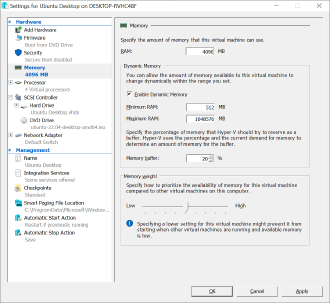 Settings for Ubuntu Desktop on DESKTOP-RVHC4BF
Hardware
Add Hardware
Firmware
Boot from DVD Drive
Security
Secure Boot disabled
Memory
4096 MB
Processor
4 Virtual processors
SCSI Controller
Hard Drive
Ubuntu Desktop.vhdx
DVD Drive
ubuntu-22.04-desktop-amd64.iso
Network Adapter
Default Switch
Management
Name
Ubuntu Desktop
Integration Services
Some services offered
Checkpoints
Standard
Smart Paging File Location
C:\ProgramData\Microsoft\Window...
Automatic Start Action
Restart if previously running
Automatic Stop Action
Save
Memory
Specify the amount of memory that this virtual machine can use.
RAM: 4096 MB
Dynamic Memory
You can allow the amount of memory available to this virtual machine to
change dynamically within the range you set.
Enable Dynamic Memory
Minimum RAM: 512 MB
Maximum RAM: 1048576 MB
Specify the percentage of memory that Hyper-V should try to reserve as a
buffer. Hyper-V uses the percentage and the current demand for memory to
determine an amount of memory for the buffer.
Memory buffer: 20 %
Memory weight
Specify how to prioritize the availability of memory for this virtual machine
compared to other virtual machines on this computer.
Low High
Specifying a lower setting for this virtual machine might prevent it from
starting when other virtual machines are running and available memory
is low.
OK Cancel Apply